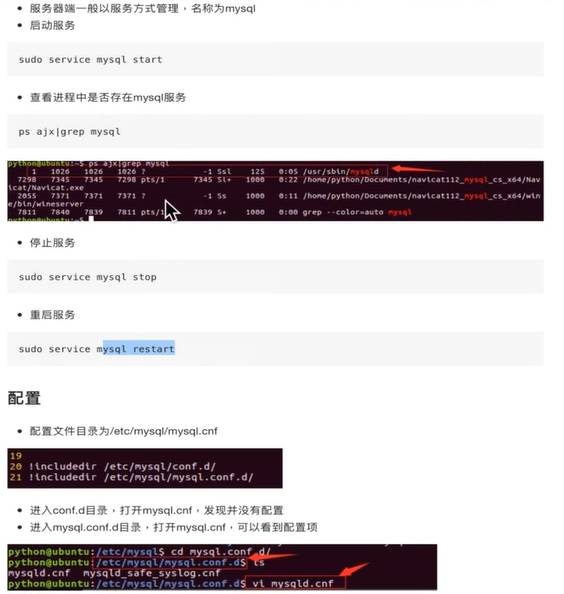 服务器端一般以服务方式管理，名称为mysql
启动服务
sudo service mysql start
查看进程中是否存在mysql服务
ps ajx|grep mysql
python@ubuntu:~$ ps ajx|grep mysql
1 1026 1026 1026 ? -1 Ssl 125 0:05 /usr/sbin/mysqld
7298 7345 7345 7298 pts/1 7345 Sl+ 1000 0:22 /home/python/Documents/navicat112_mysql_cs_x64/Nav
icat/Navicat.exe
2055 7371 7371 7371 ? -1 Ss 1000 0:11 /home/python/Documents/navicat112_mysql_cs_x64/win
e/bin/wineserver
7811 7840 7839 7811 pts/1 7839 S+ 1000 0:00 grep --color=auto mysql
python@ubuntu:~$
停止服务
sudo service mysql stop
重启服务
sudo service mysql restart
配置
配置文件目录为/etc/mysql/mysql.cnf
19
20 !includedir /etc/mysql/conf.d/
21 !includedir /etc/mysql/mysql.conf.d/
进入conf.d目录，打开mysql.cnf，发现并没有配置
进入mysql.conf.d目录，打开mysql.cnf，可以看到配置项
python@ubuntu:/etc/mysql$ cd mysql.conf.d/
python@ubuntu:/etc/mysql/mysql.conf.d$ ls
mysqld.cnf mysqld_safe_syslog.cnf
python@ubuntu:/etc/mysql/mysql.conf.d$ vi mysqld.cnf